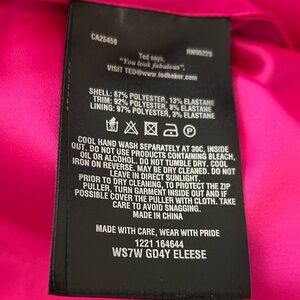 CA25459 RN95229
Ted says,
"You look fabulous".
VISIT TED@www.tedbaker.com
SHELL: 87% POLYESTER, 13% ELASTANE
TRIM: 92% POLYESTER, 8% ELASTANE
LINING: 97% POLYESTER, 3% ELASTANE
COOL HAND WASH SEPARATELY AT 30C, INSIDE
OUT. DO NOT USE PRODUCTS CONTAINING BLEACH,
OIL OR ALCOHOL. DO NOT TUMBLE DRY. COOL
IRON ON REVERSE. MAY BE DRY CLEANED. DO NOT
LEAVE IN DIRECT SUNLIGHT.
PRIOR TO DRY CLEANING, TO PROTECT THE ZIP
PULLER, TURN GARMENT INSIDE OUT AND IF
POSSIBLE COVER THE PULLER WITH CLOTH. TAKE
CARE TO AVOID SNAGGING.
MADE IN CHINA
MADE WITH CARE, WEAR WITH PRIDE
1221 164644
WS7W GD4Y ELEESE